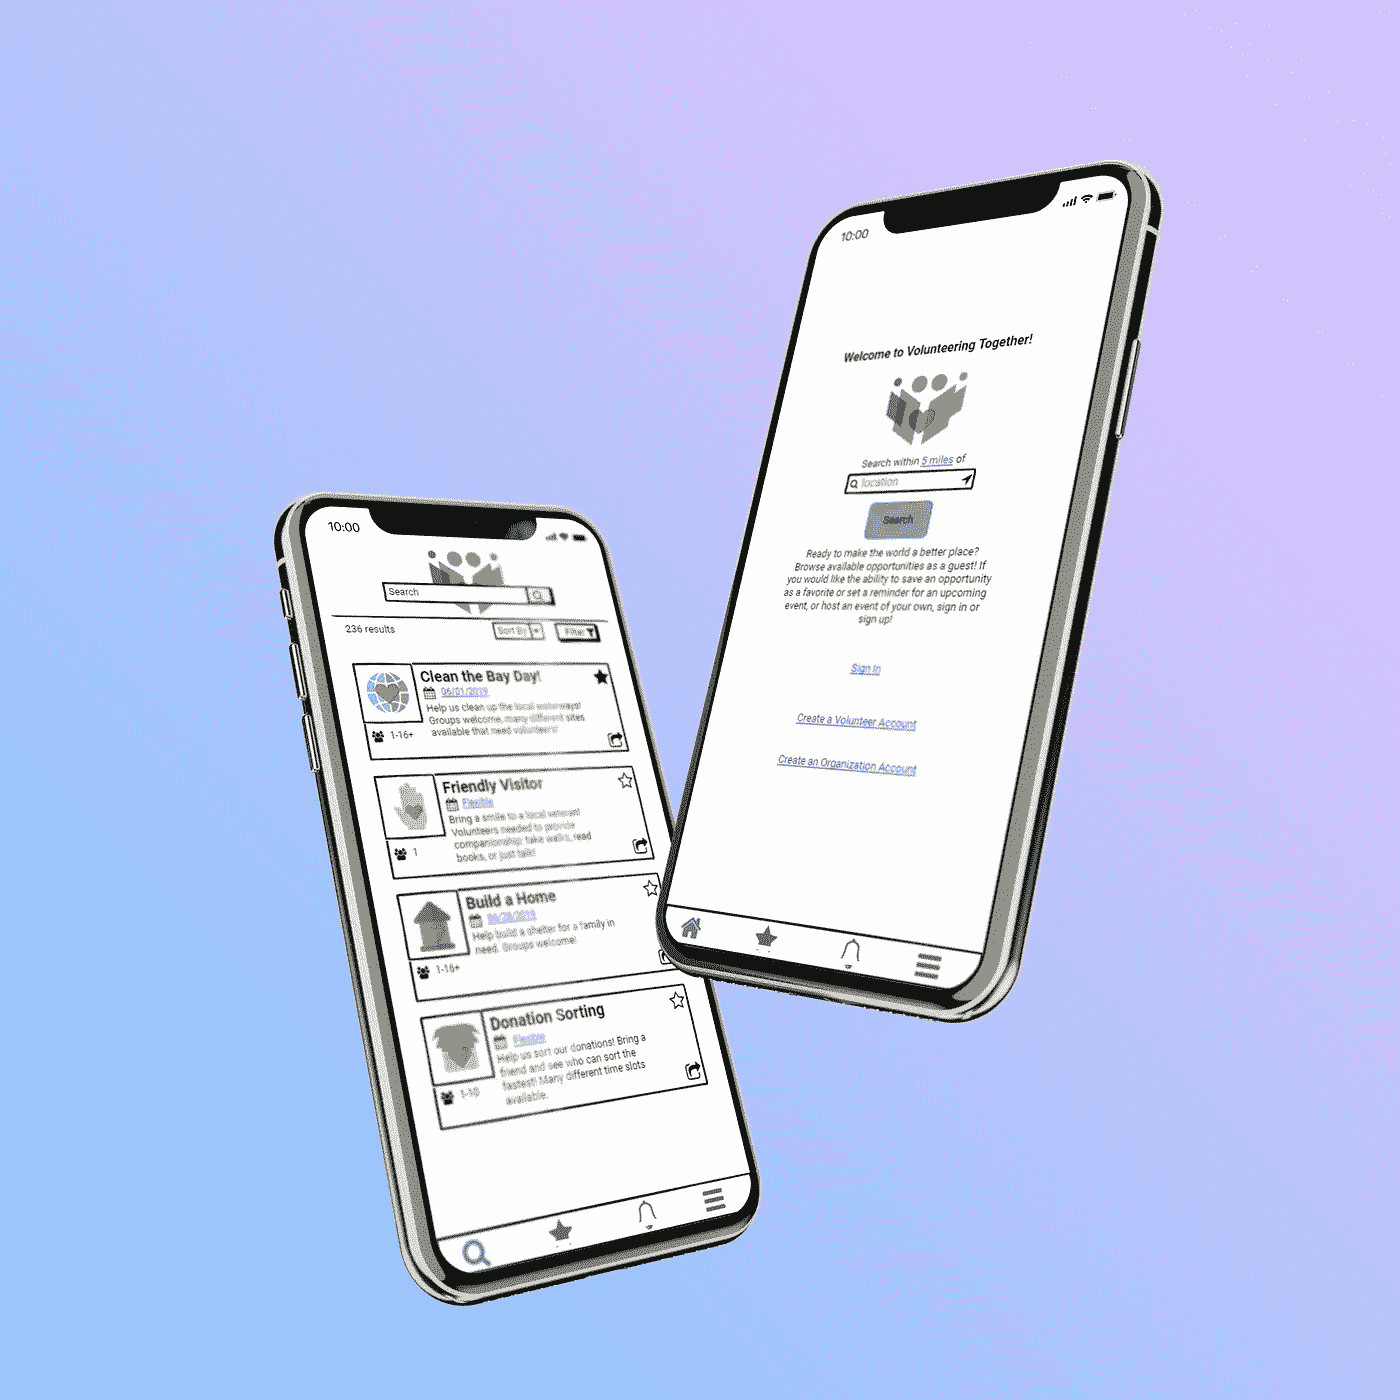 10:00
Search
236 results
Sort By
Filter
Clean the Bay Day!
06/01/2019
Help us clean up the local waterways!
Groups welcome, many different sites
available that need volunteers!
1-16+
Friendly Visitor
Flexible
Bring a smile to a local veteran!
Volunteers needed to provide
companionship: take walks, read
books, or just talk!
1
Build a Home
Help build a shelter for a family in
need. Groups welcome!
1-16+
Donation Sorting
Flexible
Help us sort our donations! Bring a
friend and see who can sort the
fastest! Many different time slots
available.
1-10
10:00
Welcome to Volunteering Together!
Search within 5 miles of
location
Search
Ready to make the world a better place?
Browse available opportunities as a guest! If
you would like the ability to save an opportunity
as a favorite or set a reminder for an upcoming
event, or host an event of your own, sign in or
sign up!
Sign In
Create a Volunteer Account
Create an Organization Account